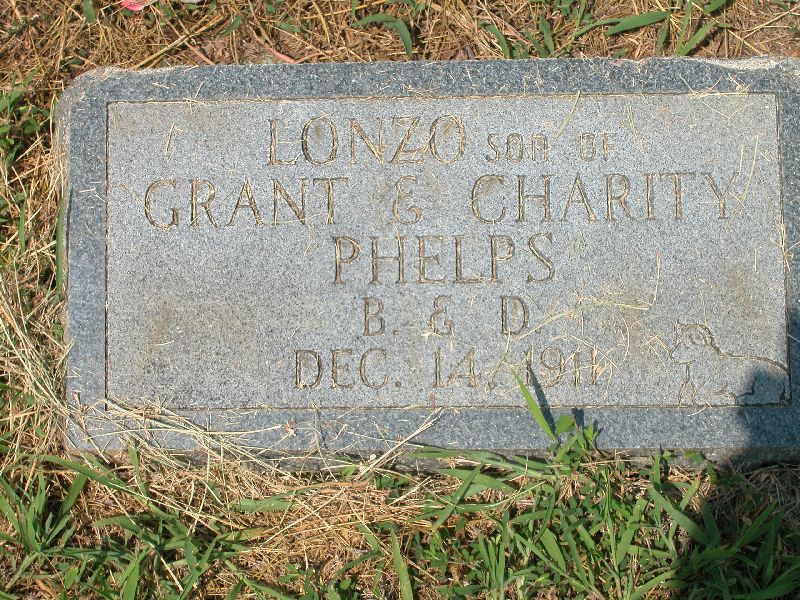 LONZO son OF
GRANT & CHARITY
PHELPS
B. & D
DEC. 14, 1911